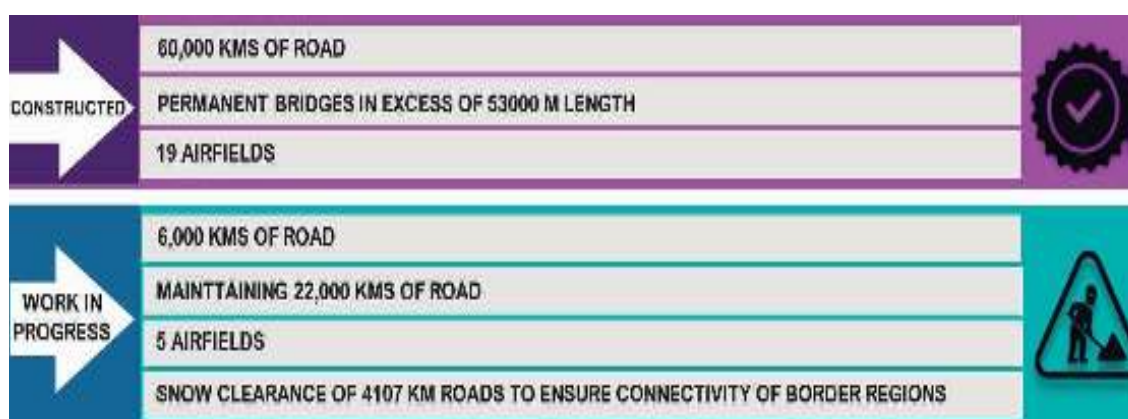 60,000 KMS OF ROAD
CONSTRUCTED
PERMANENT BRIDGES IN EXCESS OF 53000 M LENGTH
19 AIRFIELDS
6,000 KMS OF ROAD
WORK IN
PROGRESS
MAINTTAINING 22,000 KMS OF ROAD
5 AIRFIELDS
SNOW CLEARANCE OF 4107 KM ROADS TO ENSURE CONNECTIVITY OF BORDER REGIONS